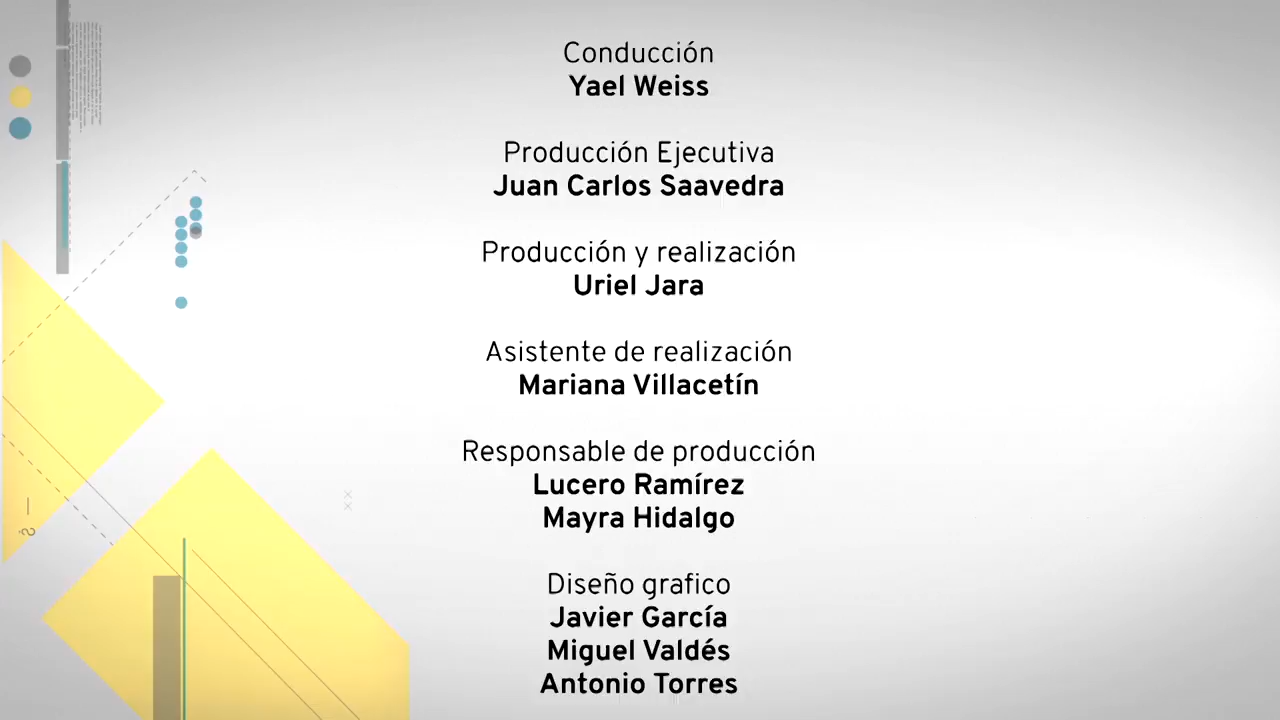 Conducción
Yael Weiss
Producción Ejecutiva
Juan Carlos Saavedra
Producción y realización
Uriel Jara
Asistente de realización
Mariana Villacetín
Responsable de producción
Lucero Ramírez
Mayra Hidalgo
Diseño grafico
Javier García
Miguel Valdés
Antonio Torres